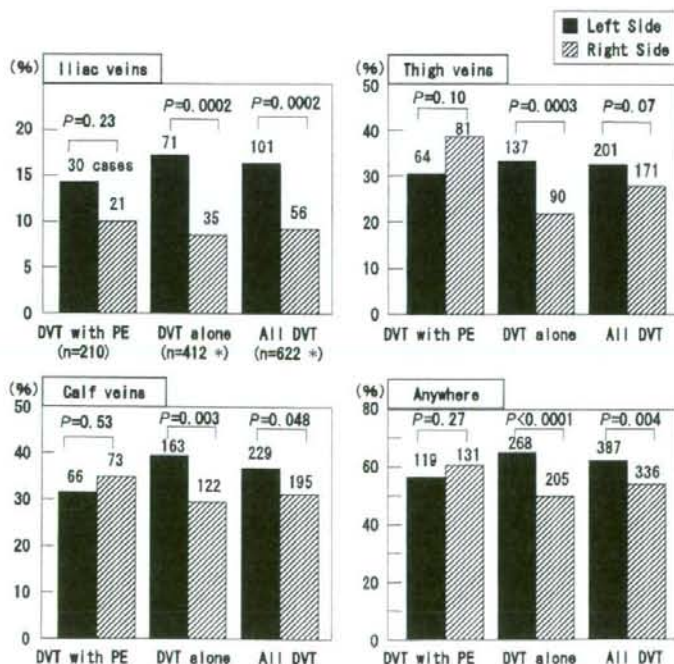 Left Side
Right Side
(%)
Iliac veins
P=0.23
P=0.0002
P=0.0002
30 cases
21
71
35
101
56
20
15
10
5
0
DVT with PE
(n=210)
DVT alone
(n=412 *)
All DVT
(n=622 *)
(%)
Thigh veins
50
P=0.10
P=0.0003
P=0.07
64
81
137
90
201
171
40
30
20
10
0
DVT with PE
DVT alone
All DVT
(%)
Calf veins
50
P=0.53
P=0.003
P=0.048
66
73
163
122
229
195
40
30
20
10
0
DVT with PE
DVT alone
All DVT
(%)
Anywhere
80
P=0.27
P<0.0001
P=0.004
119
131
268
205
387
336
60
40
20
0
DVT with PE
DVT alone
All DVT